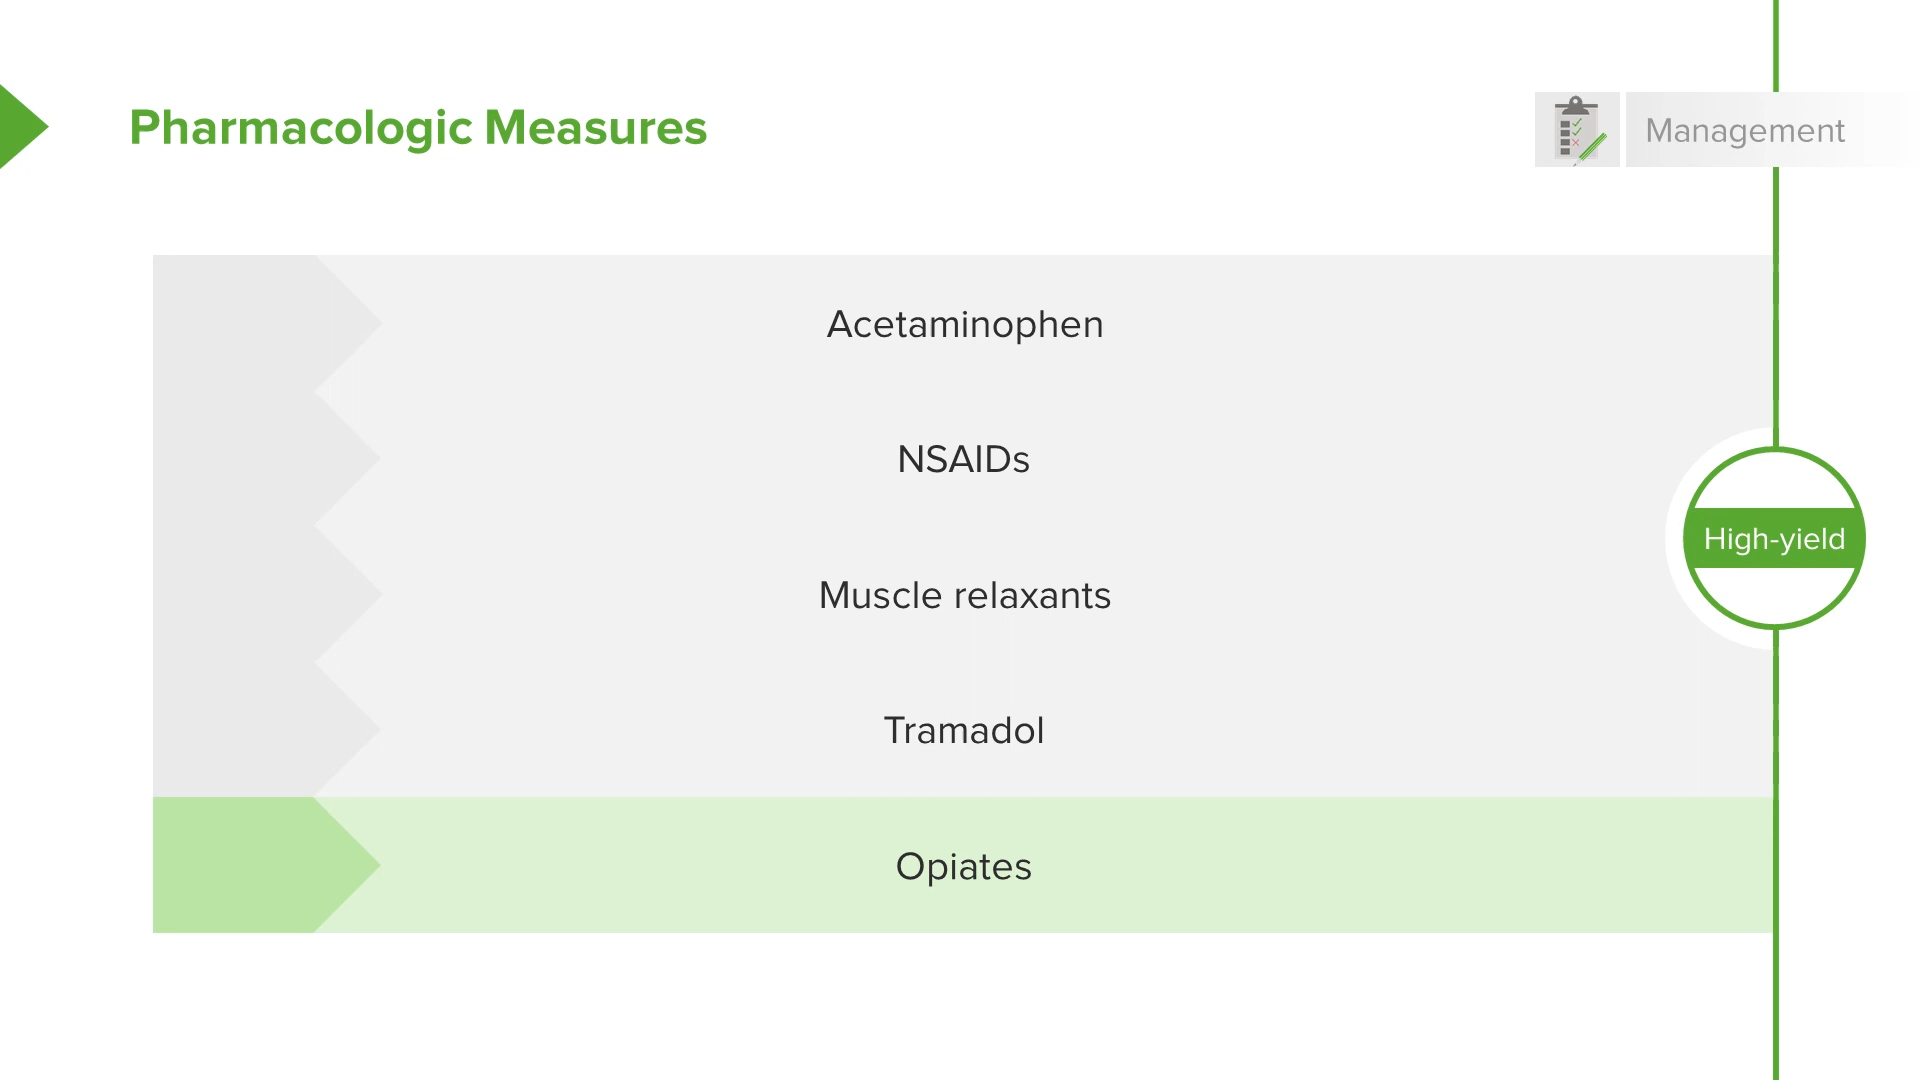 Pharmacologic Measures
Management
Acetaminophen
NSAIDs
Muscle relaxants
Tramadol
Opiates
High-yield